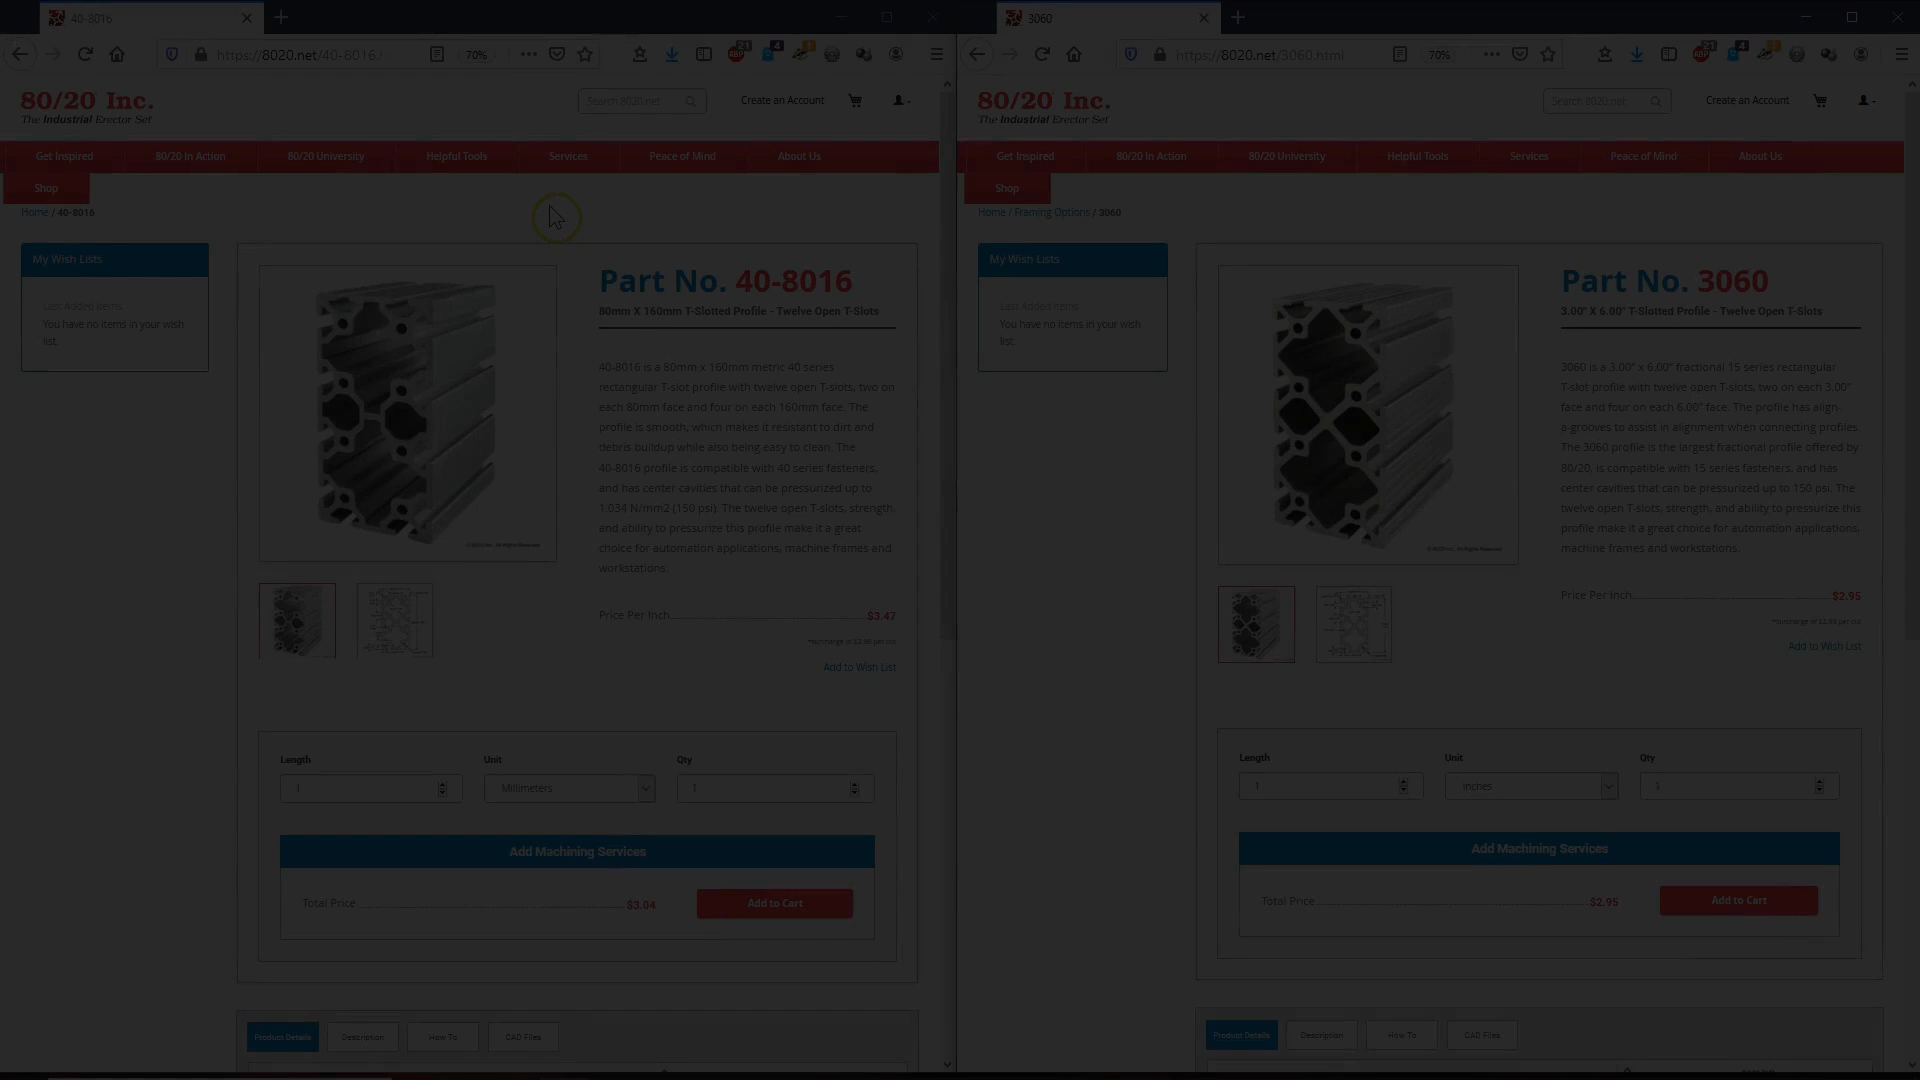 40-8016
https://8020.net/40-8016.
70%
80/20 Inc.
The Industrial Erector Set
Search 8020.net
Create an Account
Get Inspired
80/20 In Action
80/20 University
Helpful Tools
Services
Peace of Mind
About Us
Shop
Home / 40-8016
My Wish Lists
Last Added Items
You have no items in your wish
list.
Part No. 40-8016
80mm X 160mm T-Slotted Profile - Twelve Open T-Slots
40-8016 is a 80mm x 160mm metric 40 series
rectangular T-slot profile with twelve open T-slots, two on
each 80mm face and four on each 160mm face. The
profile is smooth, which makes it resistant to dirt and
debris buildup while also being easy to clean. The
40-8016 profile is compatible with 40 series fasteners,
and has center cavities that can be pressurized up to
1.034 N/mm2 (150 psi). The twelve open T-slots, strength,
and ability to pressurize this profile make it a great
choice for automation applications, machine frames and
workstations.
Price Per Inch
$3.47
Add to Wish List
Length
Unit
Qty
1
Millimeters
1
Add Machining Services
Total Price
$3.04
Add to Cart
Product Details
Description
How To
CAD Files
3060
https://8020.net/3060.html
70%
80/20 Inc.
The Industrial Erector Set
Search 8020.net
Create an Account
Get Inspired
80/20 In Action
80/20 University
Helpful Tools
Services
Peace of Mind
About Us
Shop
Home / Framing Options / 3060
My Wish Lists
Last Added Items
You have no items in your wish
list.
Part No. 3060
3.00" X 6.00" T-Slotted Profile - Twelve Open T-Slots
3060 is a 3.00" x 6.00" fractional 15 series rectangular
T-slot profile with twelve open T-slots, two on each 3.00"
face and four on each 6.00" face. The profile has align-
a-grooves to assist in alignment when connecting profiles.
The 3060 profile is the largest fractional profile offered by
80/20, is compatible with 15 series fasteners, and has
center cavities that can be pressurized up to 150 psi. The
twelve open T-slots, strength, and ability to pressurize this
profile make it a great choice for automation applications,
machine frames and workstations.
Price Per Inch
$2.95
Add to Wish List
Length
Unit
Qty
1
Inches
1
Add Machining Services
Total Price
$2.95
Add to Cart
Product Details
Description
How To
CAD Files